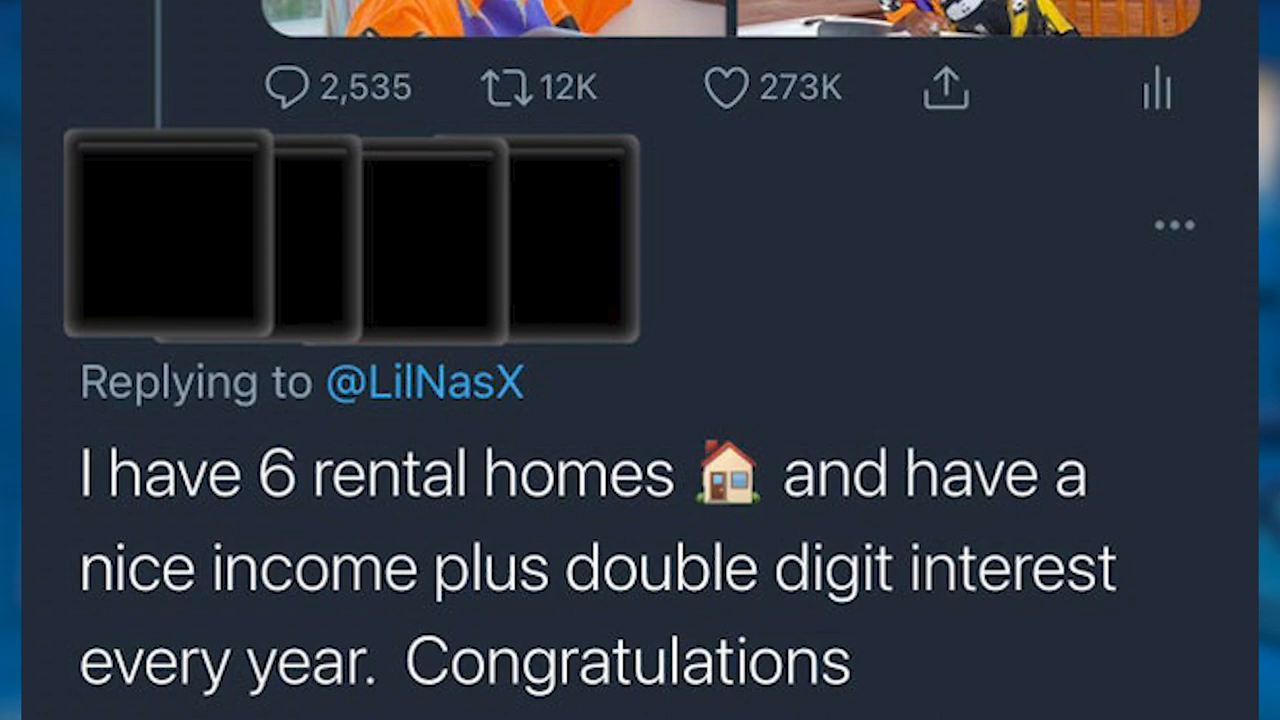 2,535 12K 273K
Replying to @LilNasX
I have 6 rental homes 🏠 and have a
nice income plus double digit interest
every year. Congratulations